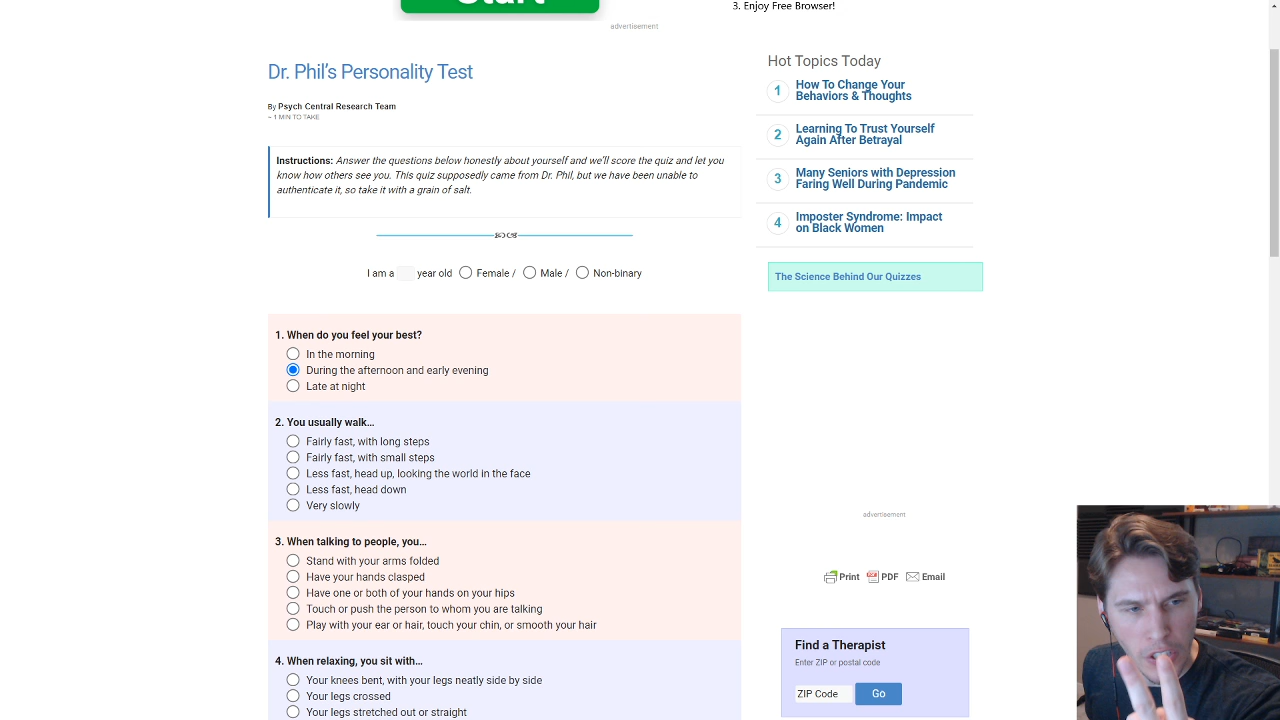 Start
3. Enjoy Free Browser!
advertisement
Dr. Phil’s Personality Test
By Psych Central Research Team
~ 1 MIN TO TAKE
Instructions: Answer the questions below honestly about yourself and we'll score the quiz and let you
know how others see you. This quiz supposedly came from Dr. Phil, but we have been unable to
authenticate it, so take it with a grain of salt.
I am a year old Female / Male / Non-binary
1. When do you feel your best?
In the morning
During the afternoon and early evening
Late at night
2. You usually walk…
Fairly fast, with long steps
Fairly fast, with small steps
Less fast, head up, looking the world in the face
Less fast, head down
Very slowly
3. When talking to people, you…
Stand with your arms folded
Have your hands clasped
Have one or both of your hands on your hips
Touch or push the person to whom you are talking
Play with your ear or hair, touch your chin, or smooth your hair
4. When relaxing, you sit with…
Your knees bent, with your legs neatly side by side
Your legs crossed
Your legs stretched out or straight
Hot Topics Today
1 How To Change Your
Behaviors & Thoughts
2 Learning To Trust Yourself
Again After Betrayal
3 Many Seniors with Depression
Faring Well During Pandemic
4 Imposter Syndrome: Impact
on Black Women
The Science Behind Our Quizzes
advertisement
Print PDF Email
Find a Therapist
Enter ZIP or postal code
ZIP Code Go